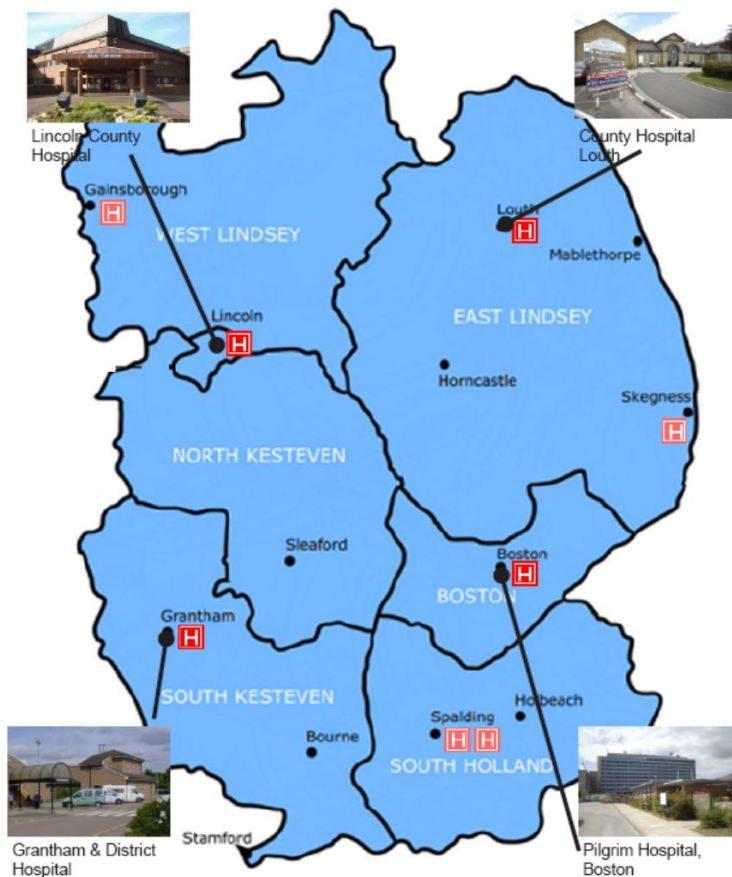 Lincoln County
Hospital
County Hospital
Louth
Gainsborough
H
WEST LINDSEY
Louth
H
Mablethorpe
Lincoln
H
EAST LINDSEY
Horncastle
Skegness
H
NORTH KESTEVEN
Sleaford
Boston
H
BOSTON
Grantham
H
SOUTH KESTEVEN
Bourne
Holbeach
Spalding
H H
SOUTH HOLLAND
Stamford
Grantham & District
Hospital
Pilgrim Hospital,
Boston